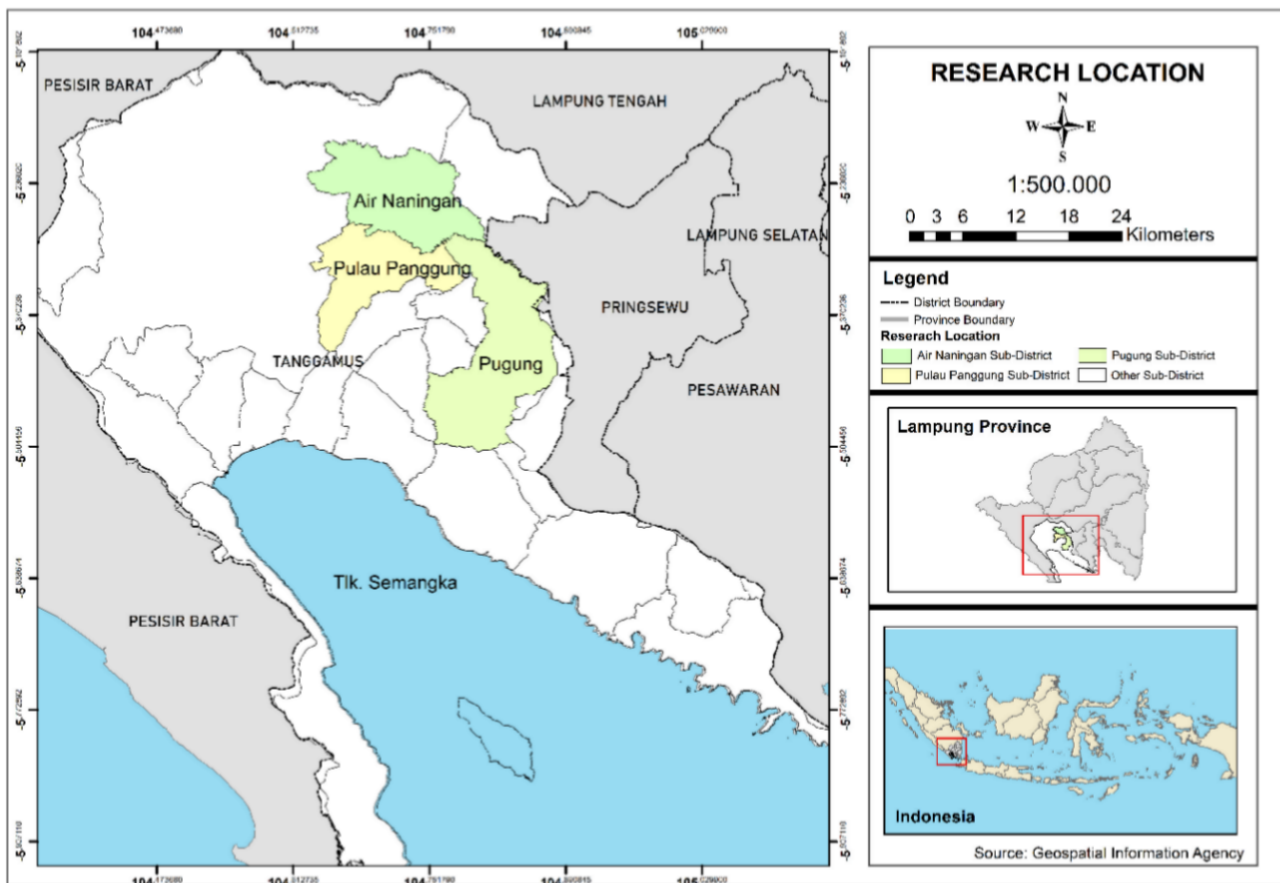 PESISIR BARAT
LAMPUNG TENGAH
Air Naningan
LAMPUNG SELATAN
Pulau Panggung
PRINGSEWU
TANGGAMUS
Pugung
PESAWARAN
Tlk. Semangka
PESISIR BARAT
RESEARCH LOCATION
N
W E
S
1:500.000
0 3 6 12 18 24
Kilometers
Legend
District Boundary
Province Boundary
Reserach Location
Air Naningan Sub-District
Pugung Sub-District
Pulau Panggung Sub-District
Other Sub-District
Lampung Province
Indonesia
Source: Geospatial Information Agency